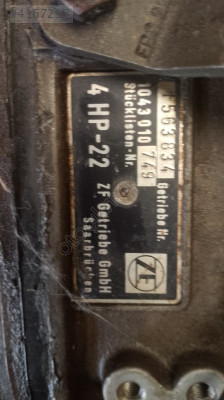 563834 Getriebe Nr.
1043 010 749
Stücklisten-Nr.
4 HP-22 ZF Getriebe GmbH
Saarbrücken
ZF